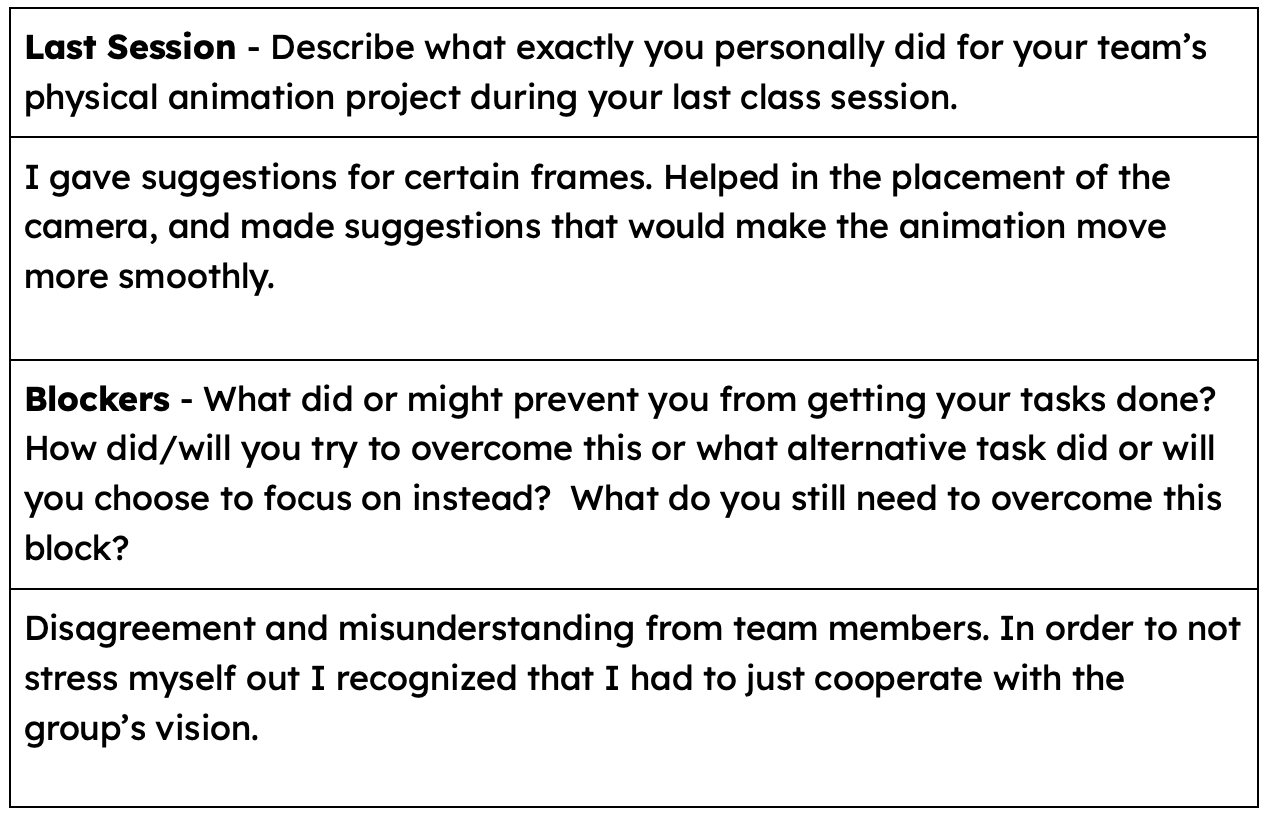 Last Session - Describe what exactly you personally did for your team’s
physical animation project during your last class session.
I gave suggestions for certain frames. Helped in the placement of the
camera, and made suggestions that would make the animation move
more smoothly.
Blockers - What did or might prevent you from getting your tasks done?
How did/will you try to overcome this or what alternative task did or will
you choose to focus on instead?  What do you still need to overcome this
block?
Disagreement and misunderstanding from team members. In order to not
stress myself out I recognized that I had to just cooperate with the
group’s vision.